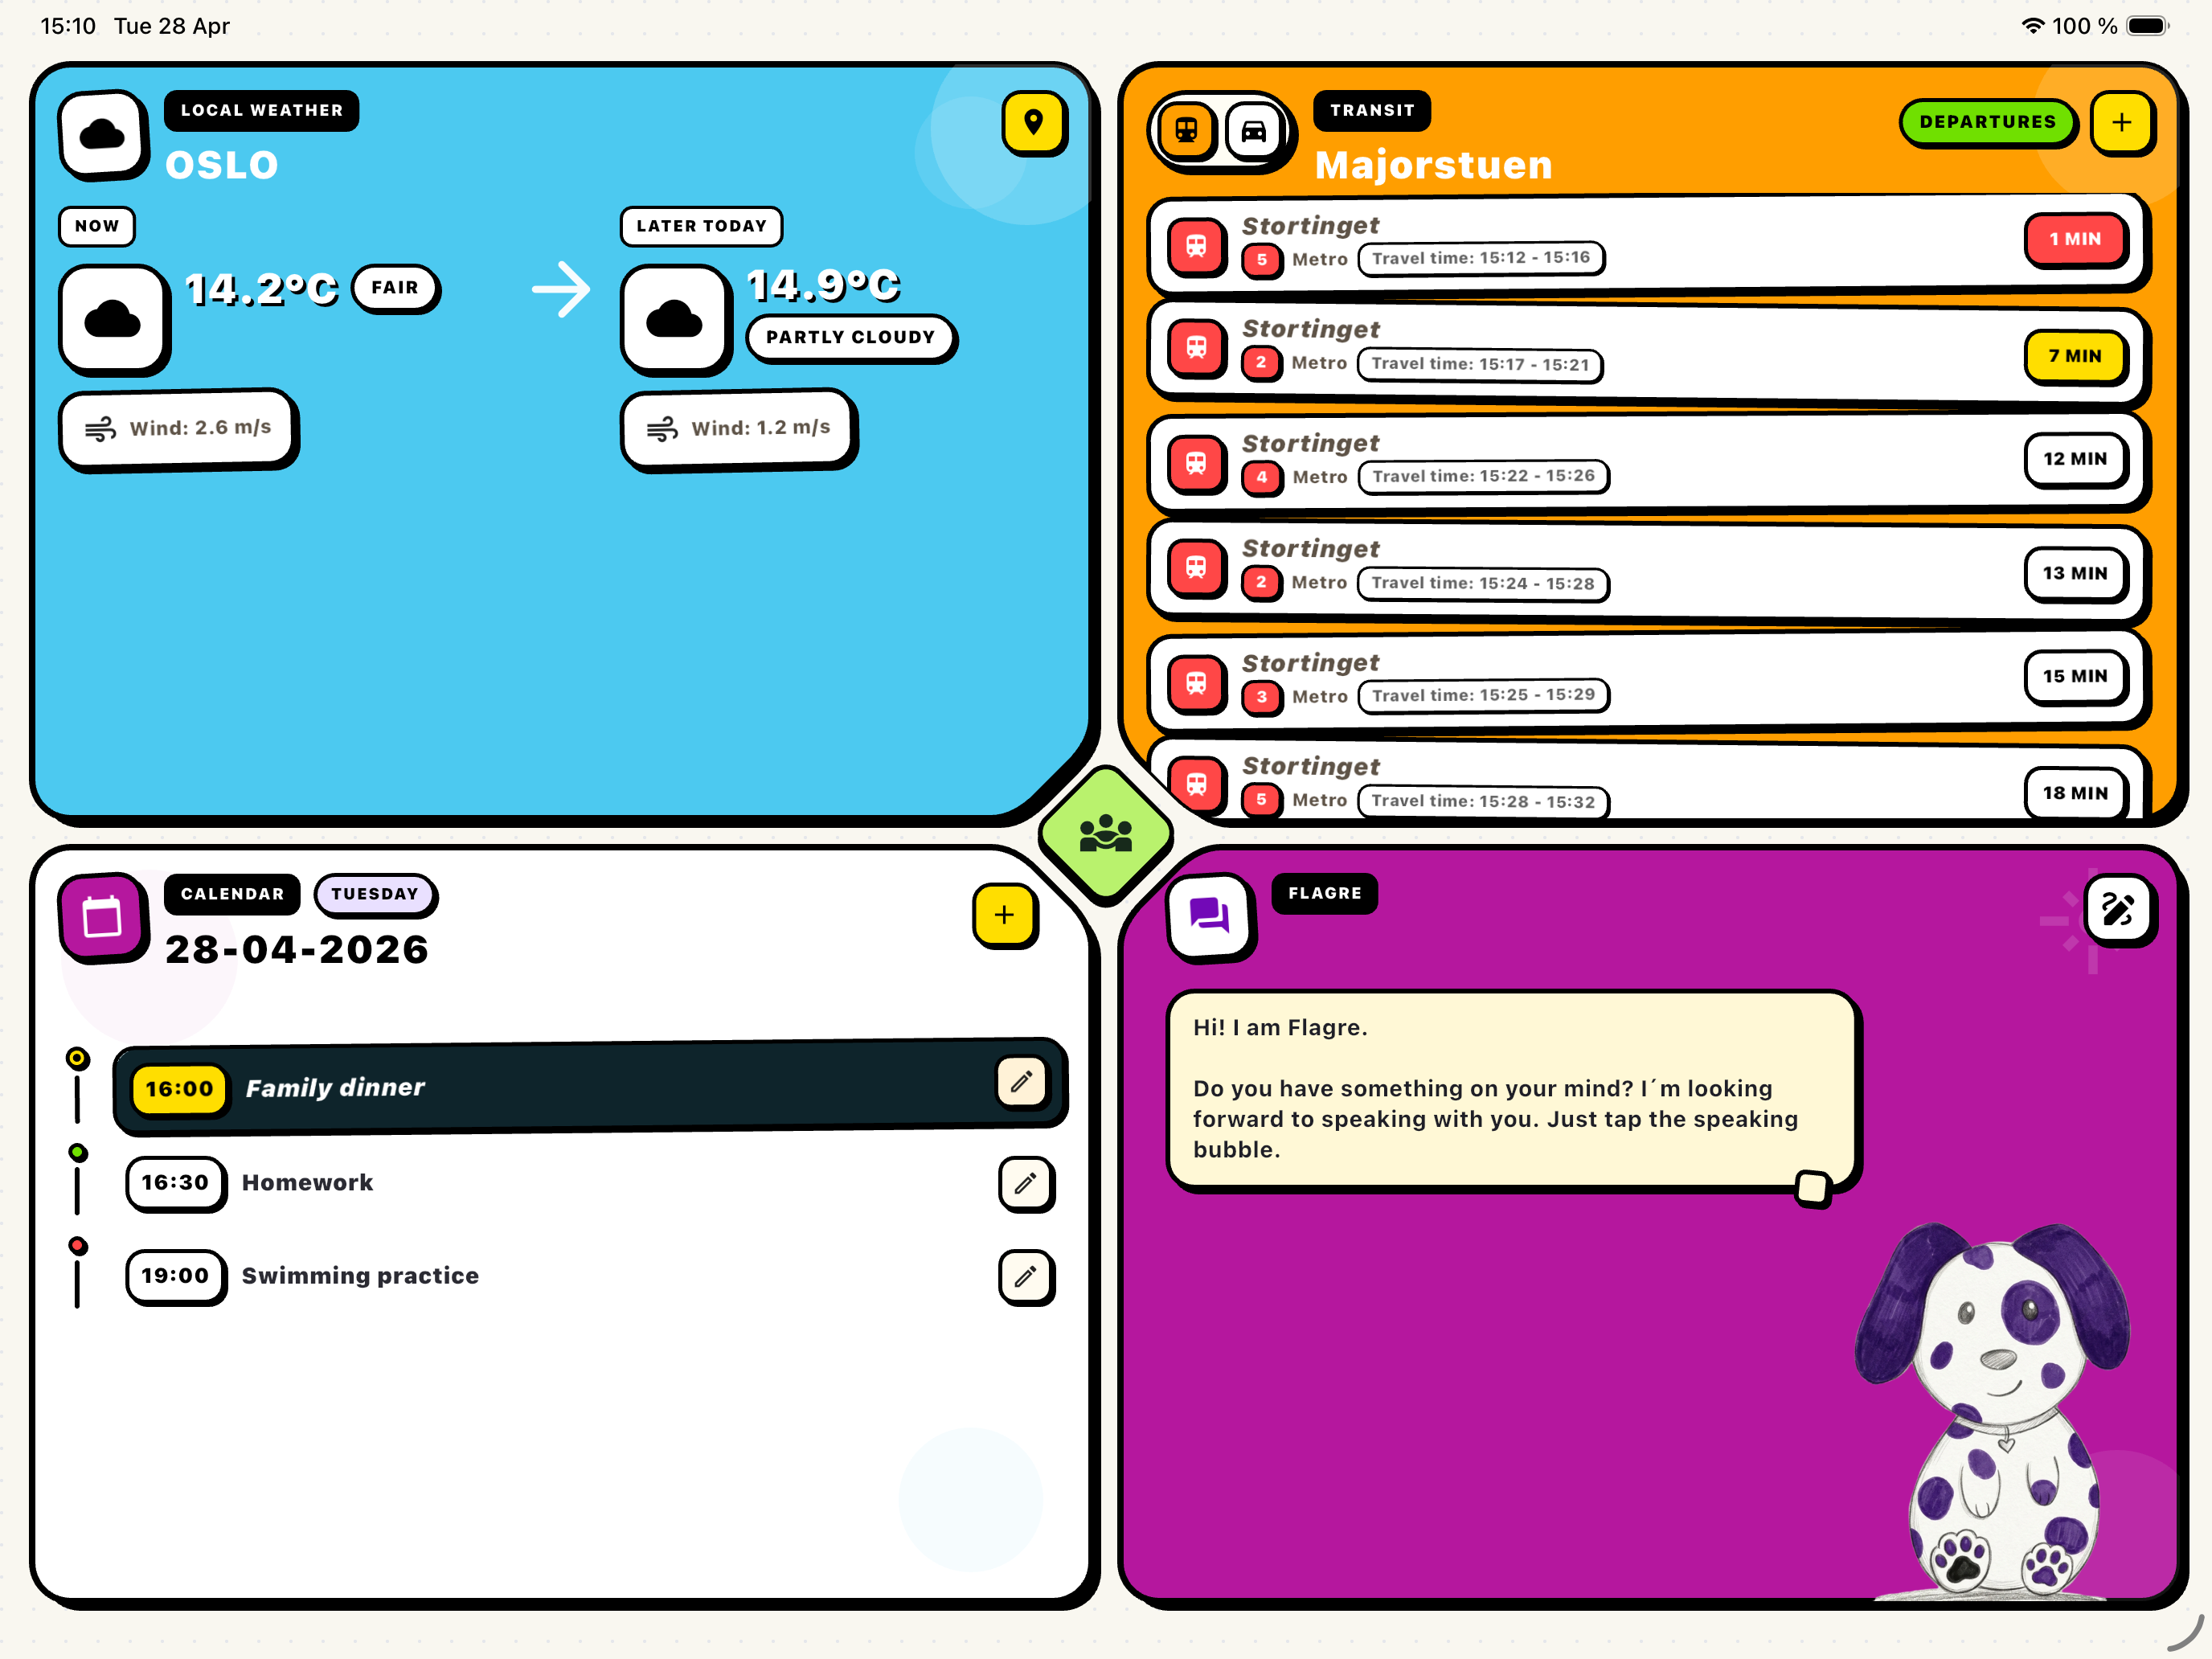 15:10 Tue 28 Apr
100 %
LOCAL WEATHER
OSLO
NOW
14.2°C FAIR
Wind: 2.6 m/s
LATER TODAY
14.9°C
PARTLY CLOUDY
Wind: 1.2 m/s
TRANSIT
Majorstuen
DEPARTURES
+
Stortinget
5 Metro Travel time: 15:12 - 15:16
1 MIN
Stortinget
2 Metro Travel time: 15:17 - 15:21
7 MIN
Stortinget
4 Metro Travel time: 15:22 - 15:26
12 MIN
Stortinget
2 Metro Travel time: 15:24 - 15:28
13 MIN
Stortinget
3 Metro Travel time: 15:25 - 15:29
15 MIN
Stortinget
5 Metro Travel time: 15:28 - 15:32
18 MIN
CALENDAR TUESDAY
28-04-2026
+
16:00 Family dinner
16:30 Homework
19:00 Swimming practice
FLAGRE
Hi! I am Flagre.
Do you have something on your mind? I´m looking
forward to speaking with you. Just tap the speaking
bubble.